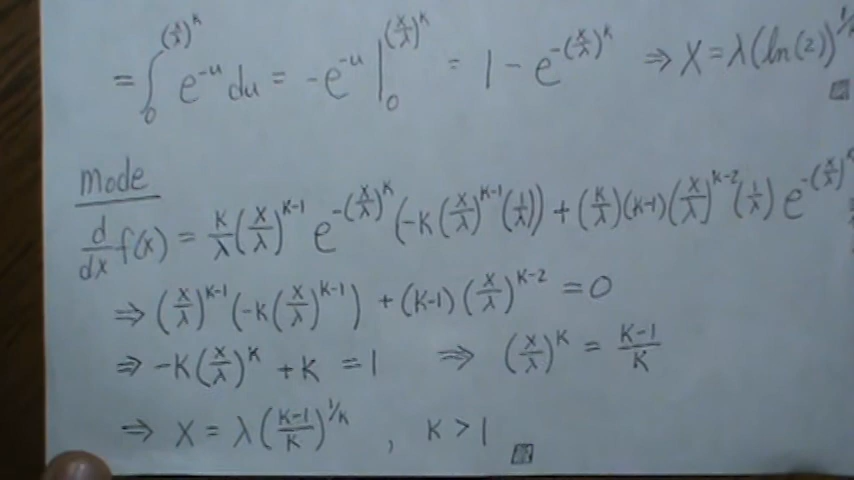 = ∫₀^((x/λ)^k) e^(-u) du = -e^(-u) |₀^((x/λ)^k) = 1 - e^(-(x/λ)^k) ⇒ x = λ(ln(2))^(1/k)
mode
d/dx f(x) = k/λ (x/λ)^(k-1) e^(-(x/λ)^k) (-k(x/λ)^(k-1) (1/λ)) + (k/λ)(k-1)(x/λ)^(k-2) (1/λ) e^(-(x/λ)^k)
⇒ (x/λ)^(k-1) (-k(x/λ)^(k-1)) + (k-1)(x/λ)^(k-2) = 0
⇒ -k(x/λ)^k + k = 1 ⇒ (x/λ)^k = (k-1)/k
⇒ x = λ((k-1)/k)^(1/k) , k > 1